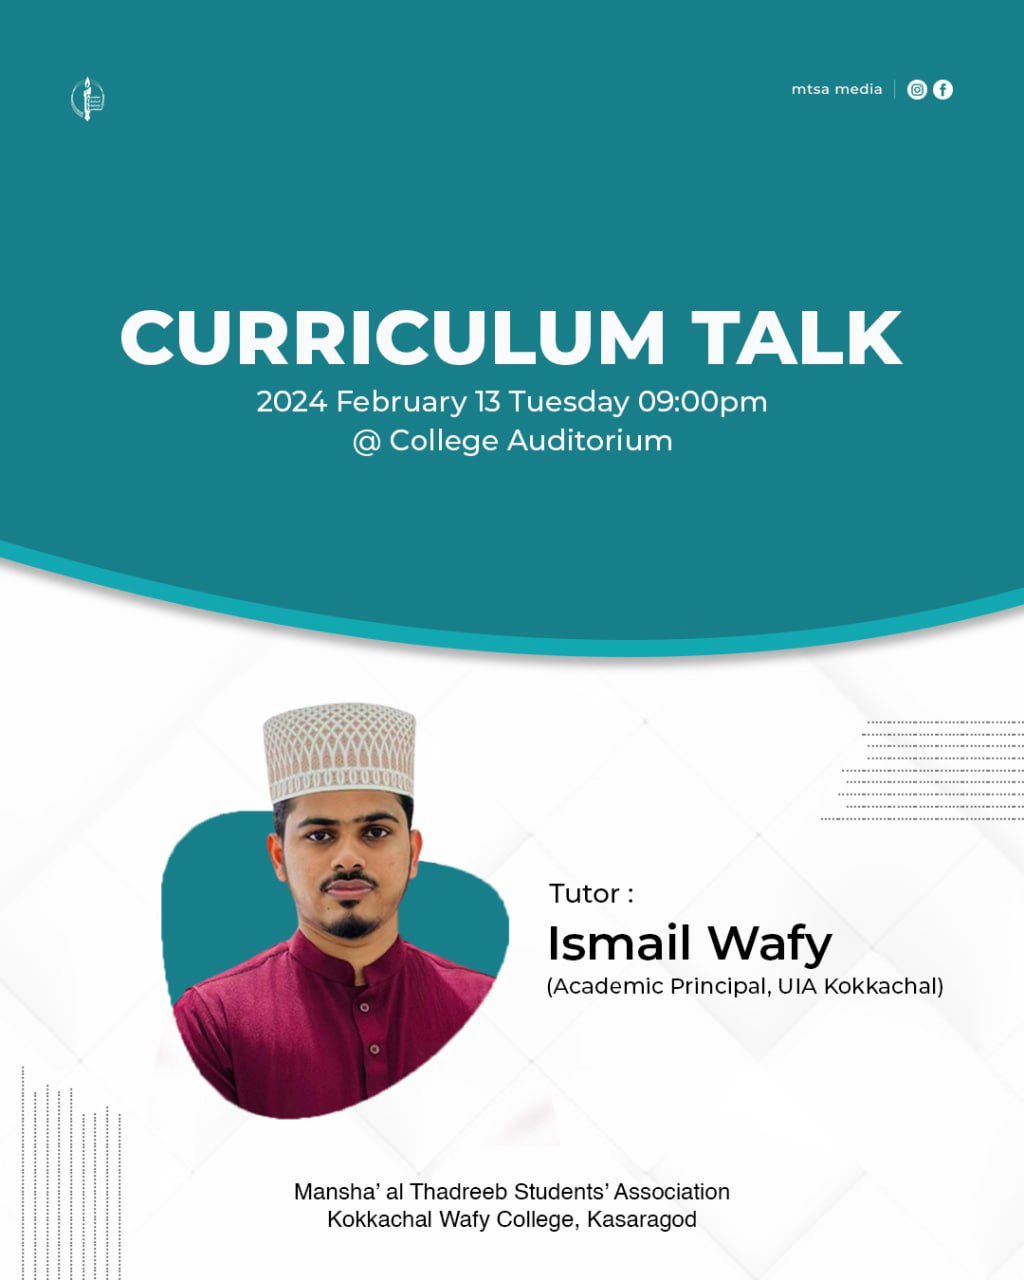 mtsa media
CURRICULUM TALK
2024 February 13 Tuesday 09:00pm
@ College Auditorium
Tutor :
Ismail Wafy
(Academic Principal, UIA Kokkachal)
Mansha’ al Thadreeb Students’ Association
Kokkachal Wafy College, Kasaragod